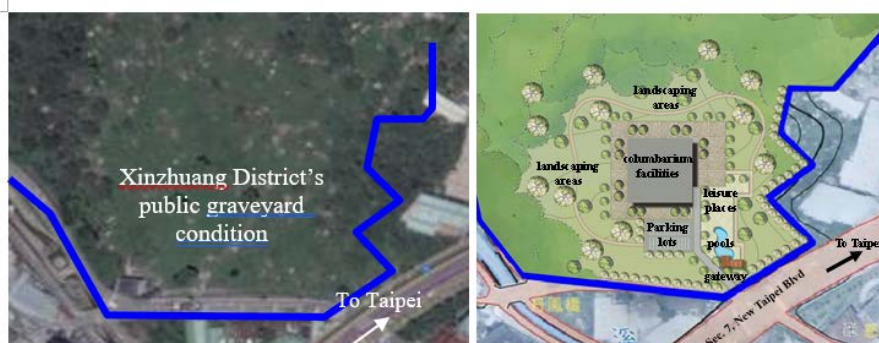 Xinzhuang District's
public graveyard
condition
To Taipei
landscaping
areas
landscaping
areas
columbarium
facilities
leisure
places
Parking
lots
pools
gateway
To Taipei
Sec. 7, New Taipei Blvd